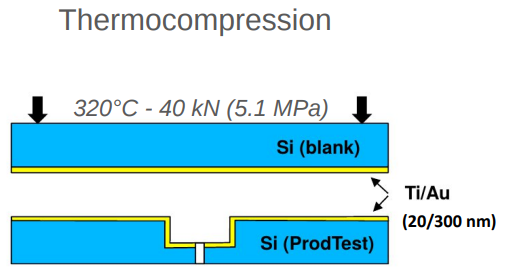 Thermocompression
320°C - 40 kN (5.1 MPa)
Si (blank)
Ti/Au
(20/300 nm)
Si (ProdTest)